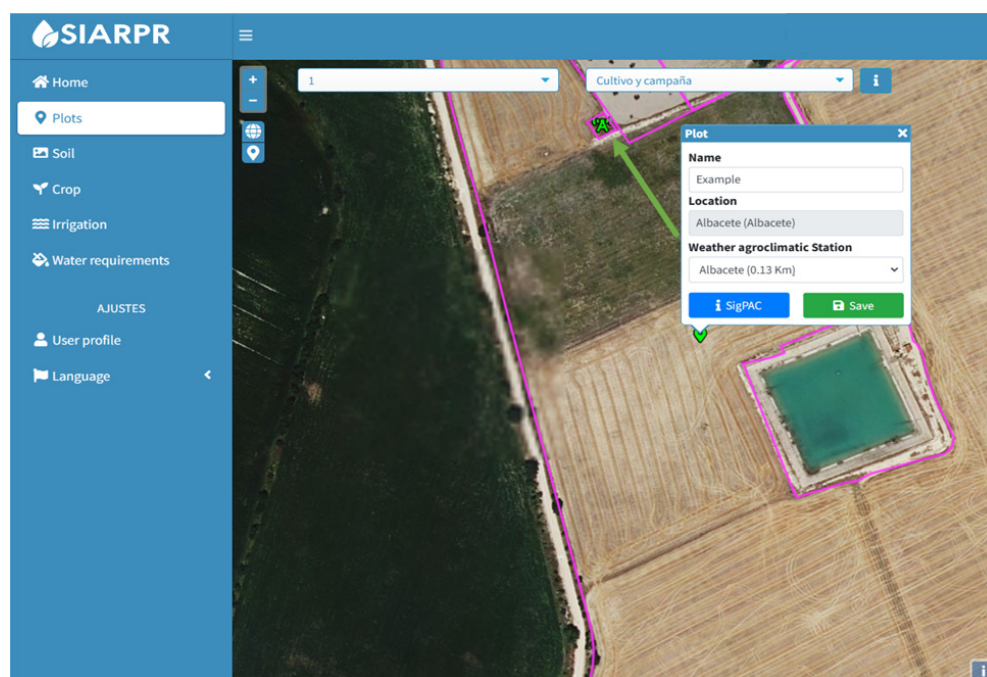 SIARPR
Home
Plots
Soil
Crop
Irrigation
Water requirements
AJUSTES
User profile
Language
+
−
1
Cultivo y campaña
i
A
Plot
Name
Example
Location
Albacete (Albacete)
Weather agroclimatic Station
Albacete (0.13 Km)
i SigPAC
Save
i